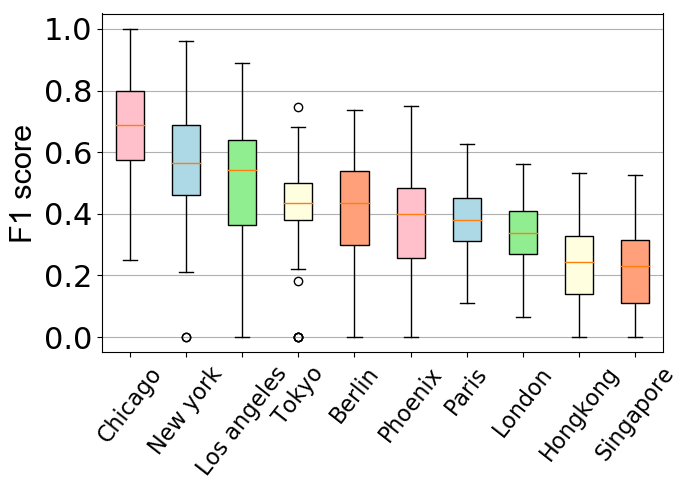 F1 score
1.0
0.8
0.6
0.4
0.2
0.0
Chicago
New york
Los angeles
Tokyo
Berlin
Phoenix
Paris
London
Hongkong
Singapore